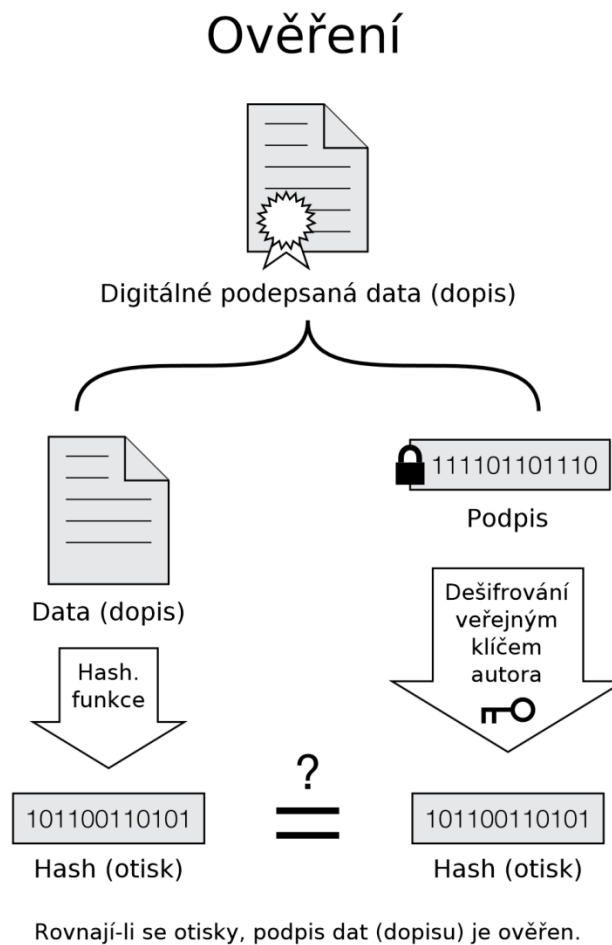 Ověření
Digitálné podepsaná data (dopis)
111101101110
Podpis
Data (dopis)
Dešifrování
veřejným
klíčem
autora
Hash.
funkce
?
=
101100110101
101100110101
Hash (otisk)
Hash (otisk)
Rovnají-li se otisky, podpis dat (dopisu) je ověřen.